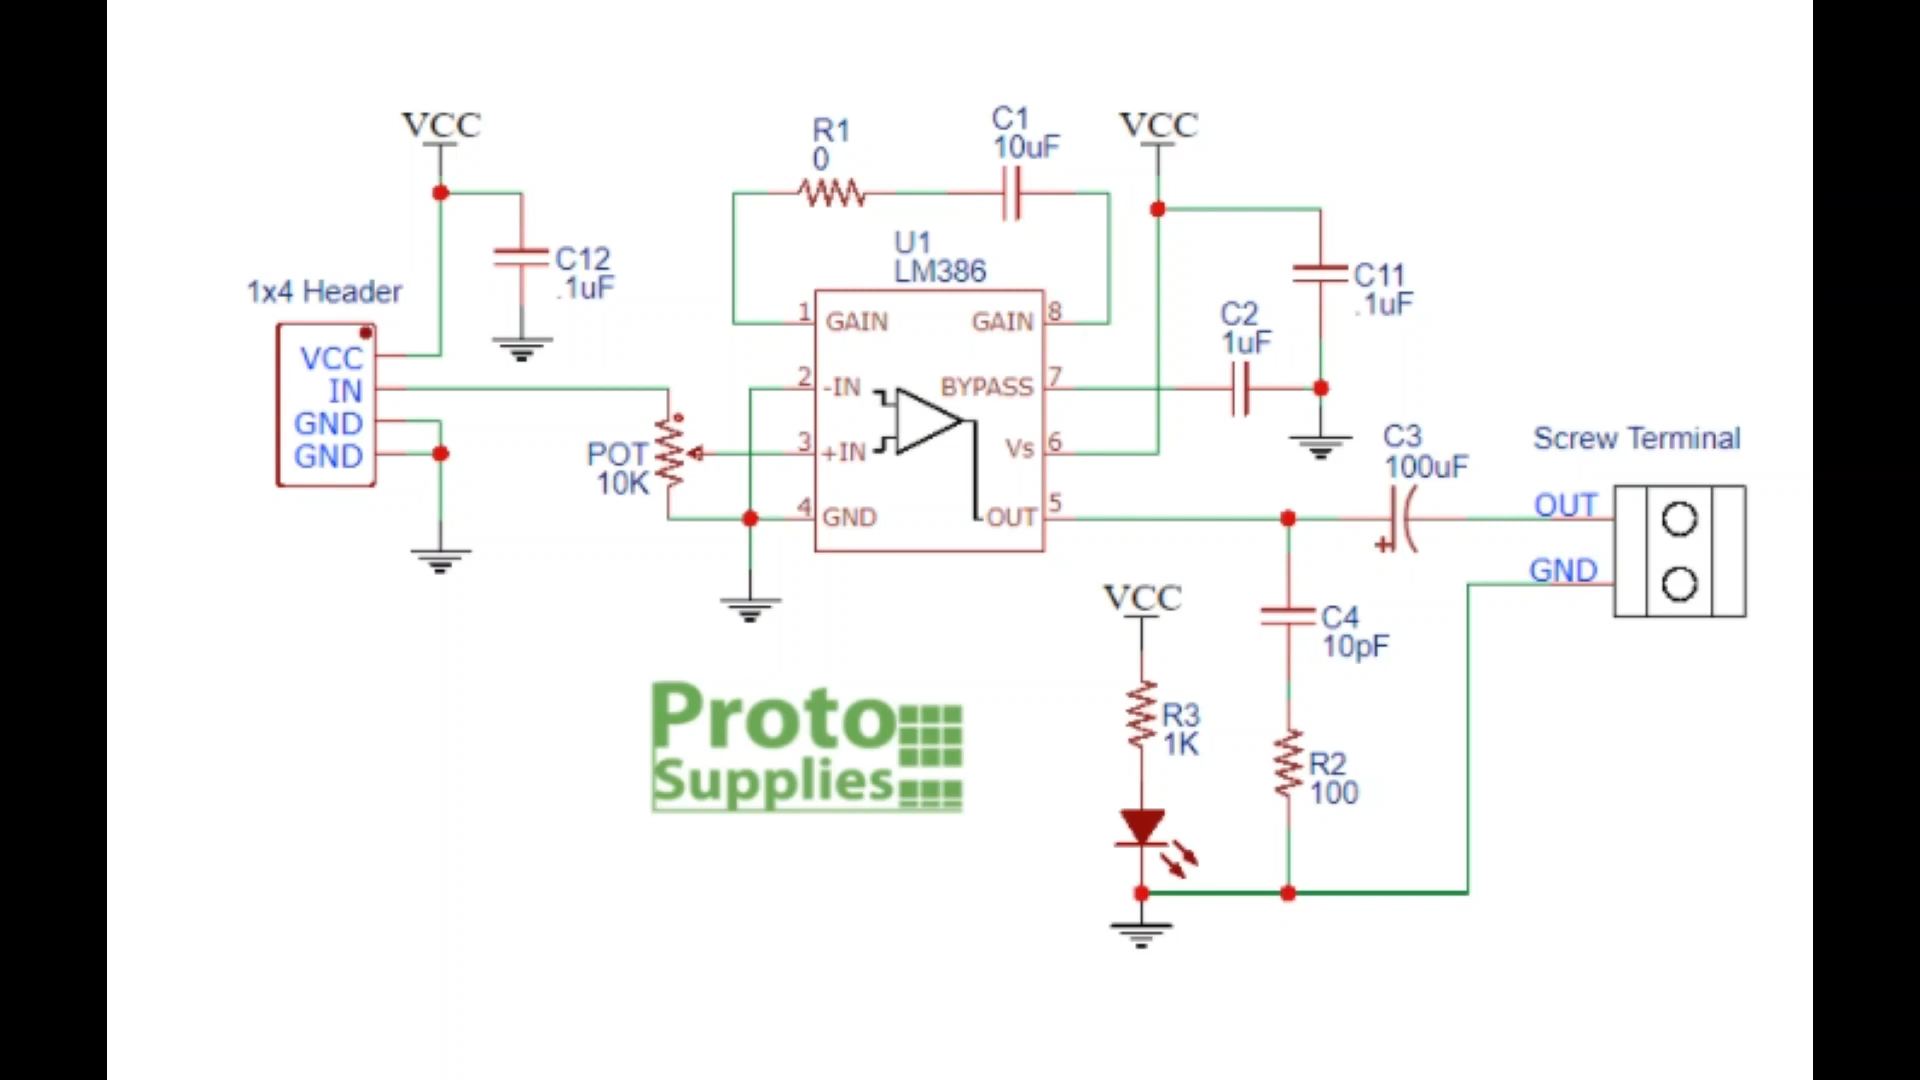 VCC
VCC
R1
0
C1
10uF
U1
LM386
C12
.1uF
C11
.1uF
1x4 Header
VCC
IN
GND
GND
1
GAIN
GAIN
8
2
-IN
BYPASS
7
3
+IN
Vs
6
4
GND
OUT
5
POT
10K
C2
1uF
C3
100uF
Screw Terminal
OUT
GND
VCC
C4
10pF
R3
1K
R2
100
+
Proto
Supplies